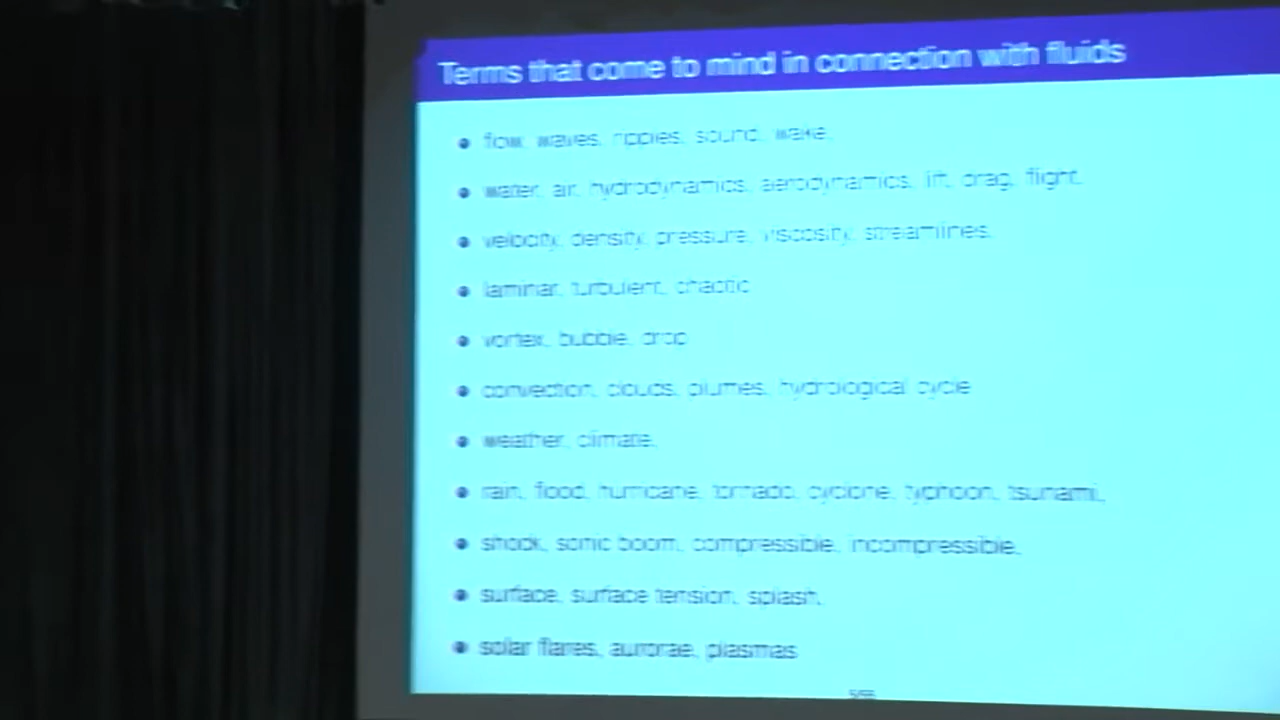 Terms that come to mind in connection with fluids
flow, waves, ripples, sound, wake,
water, air, hydrodynamics, aerodynamics, lift, drag, flight,
velocity, density, pressure, viscosity, streamlines,
laminar, turbulent, chaotic
vortex, bubble, drop
convection, clouds, plumes, hydrological cycle
weather, climate,
rain, flood, hurricane, tornado, cyclone, typhoon, tsunami,
shock, sonic boom, compressible, incompressible,
surface, surface tension, splash,
solar flares, aurorae, plasmas